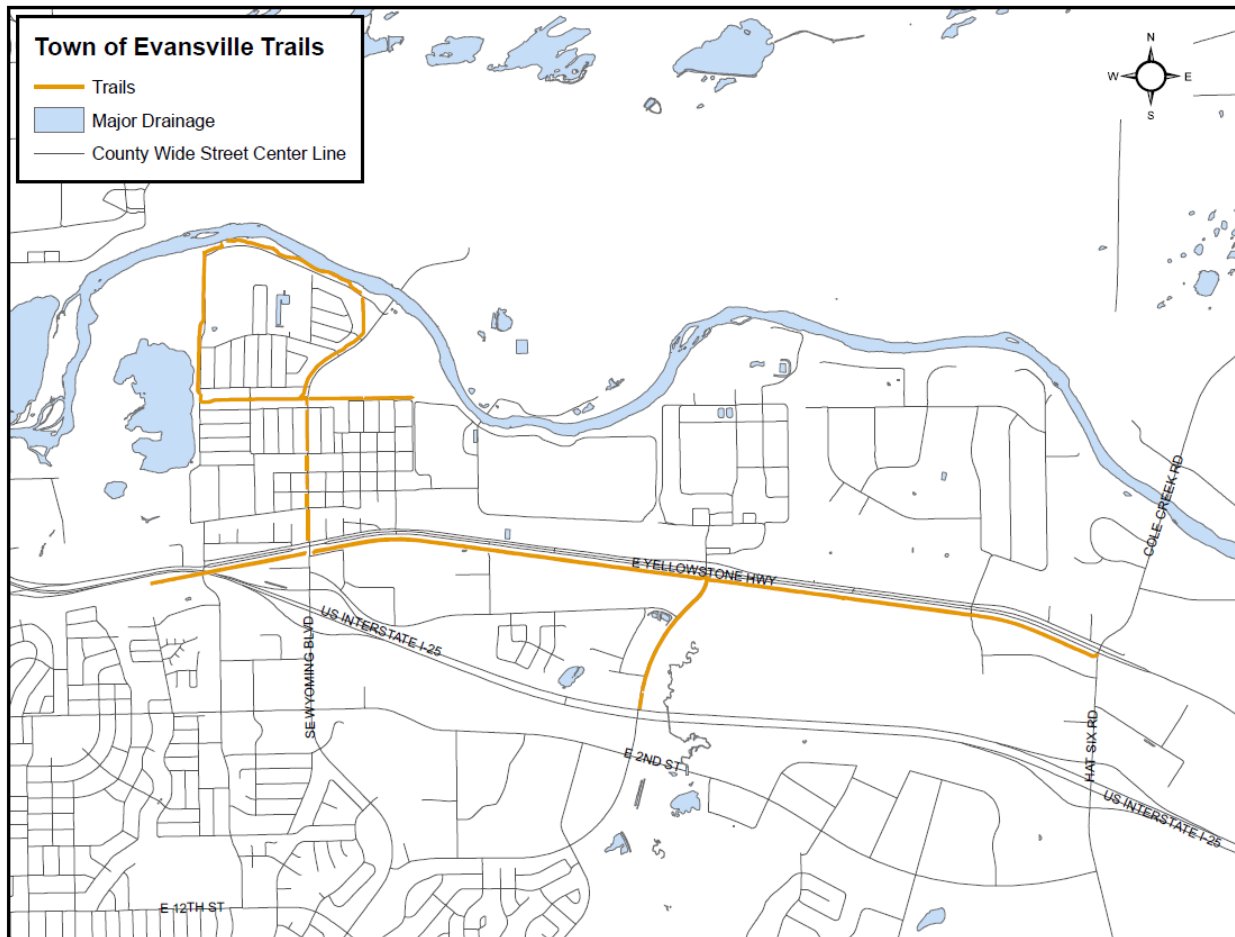 Town of Evansville Trails
Trails
Major Drainage
County Wide Street Center Line
N
W
E
S
COLE CREEK RD
E YELLOWSTONE HWY
US INTERSTATE I-25
SE WYOMING BLVD
HAT SIX RD
E 2ND ST
US INTERSTATE I-25
E 12TH ST